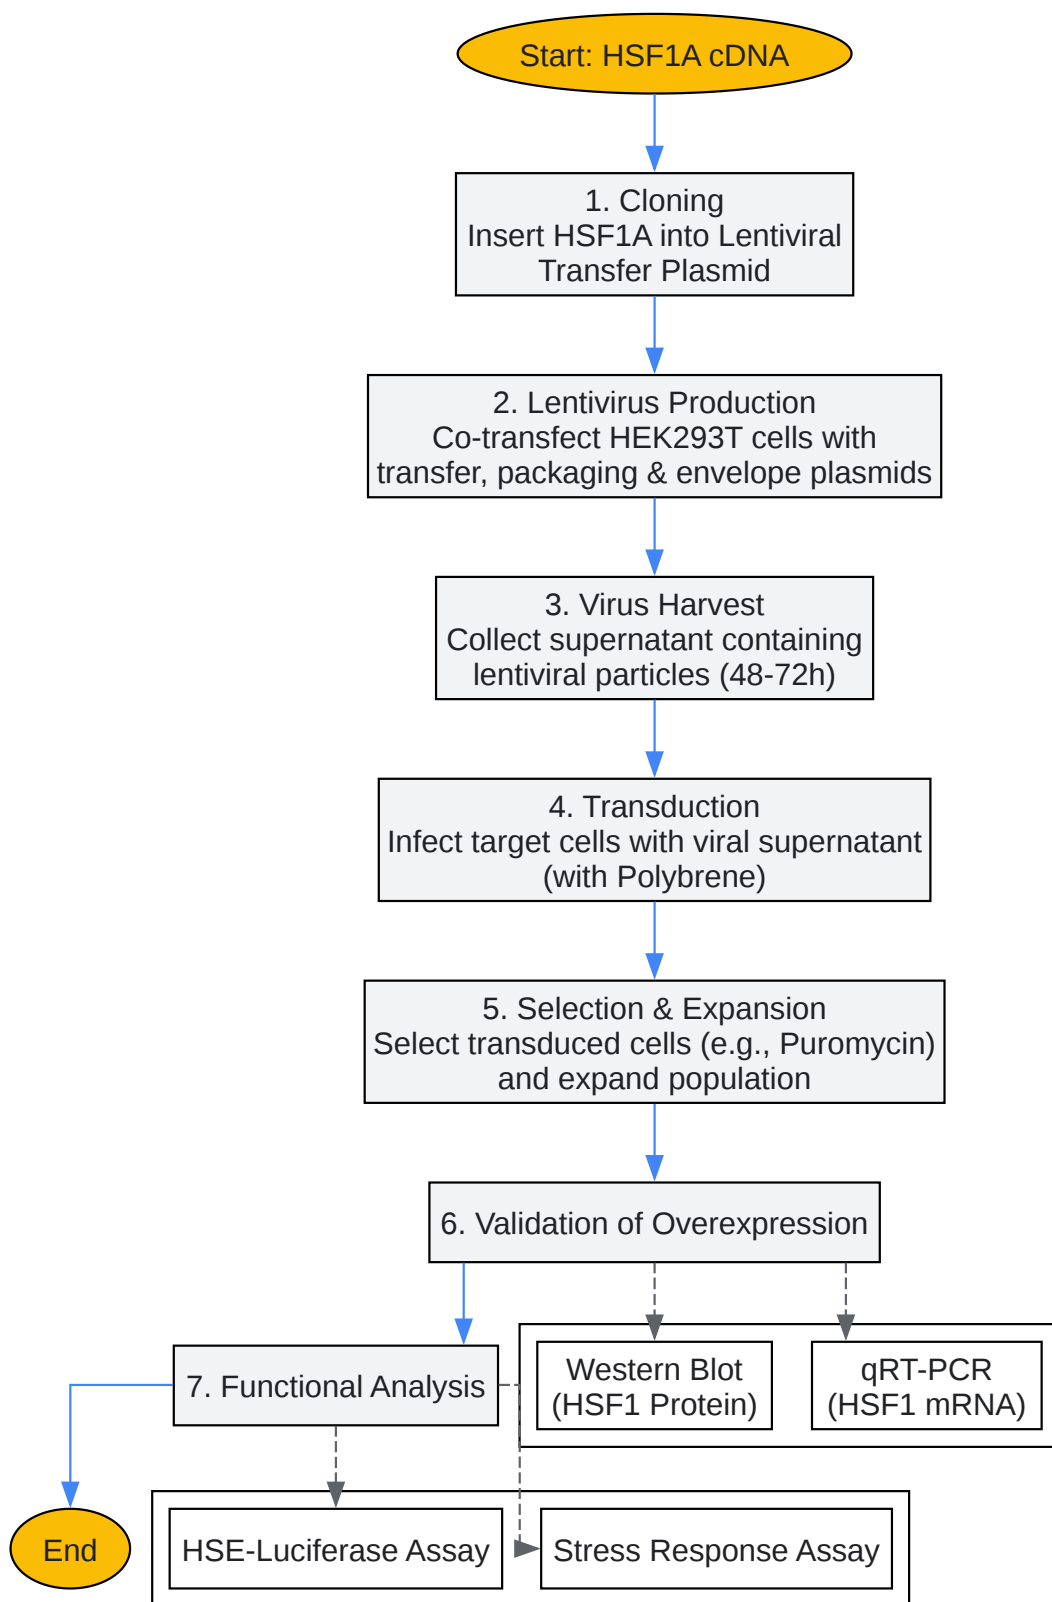 Start: HSF1A cDNA
1. Cloning
Insert HSF1A into Lentiviral
Transfer Plasmid
2. Lentivirus Production
Co-transfect HEK293T cells with
transfer, packaging & envelope plasmids
3. Virus Harvest
Collect supernatant containing
lentiviral particles (48-72h)
4. Transduction
Infect target cells with viral supernatant
(with Polybrene)
5. Selection & Expansion
Select transduced cells (e.g., Puromycin)
and expand population
6. Validation of Overexpression
Western Blot
(HSF1 Protein)
qRT-PCR
(HSF1 mRNA)
7. Functional Analysis
End
HSE-Luciferase Assay
Stress Response Assay